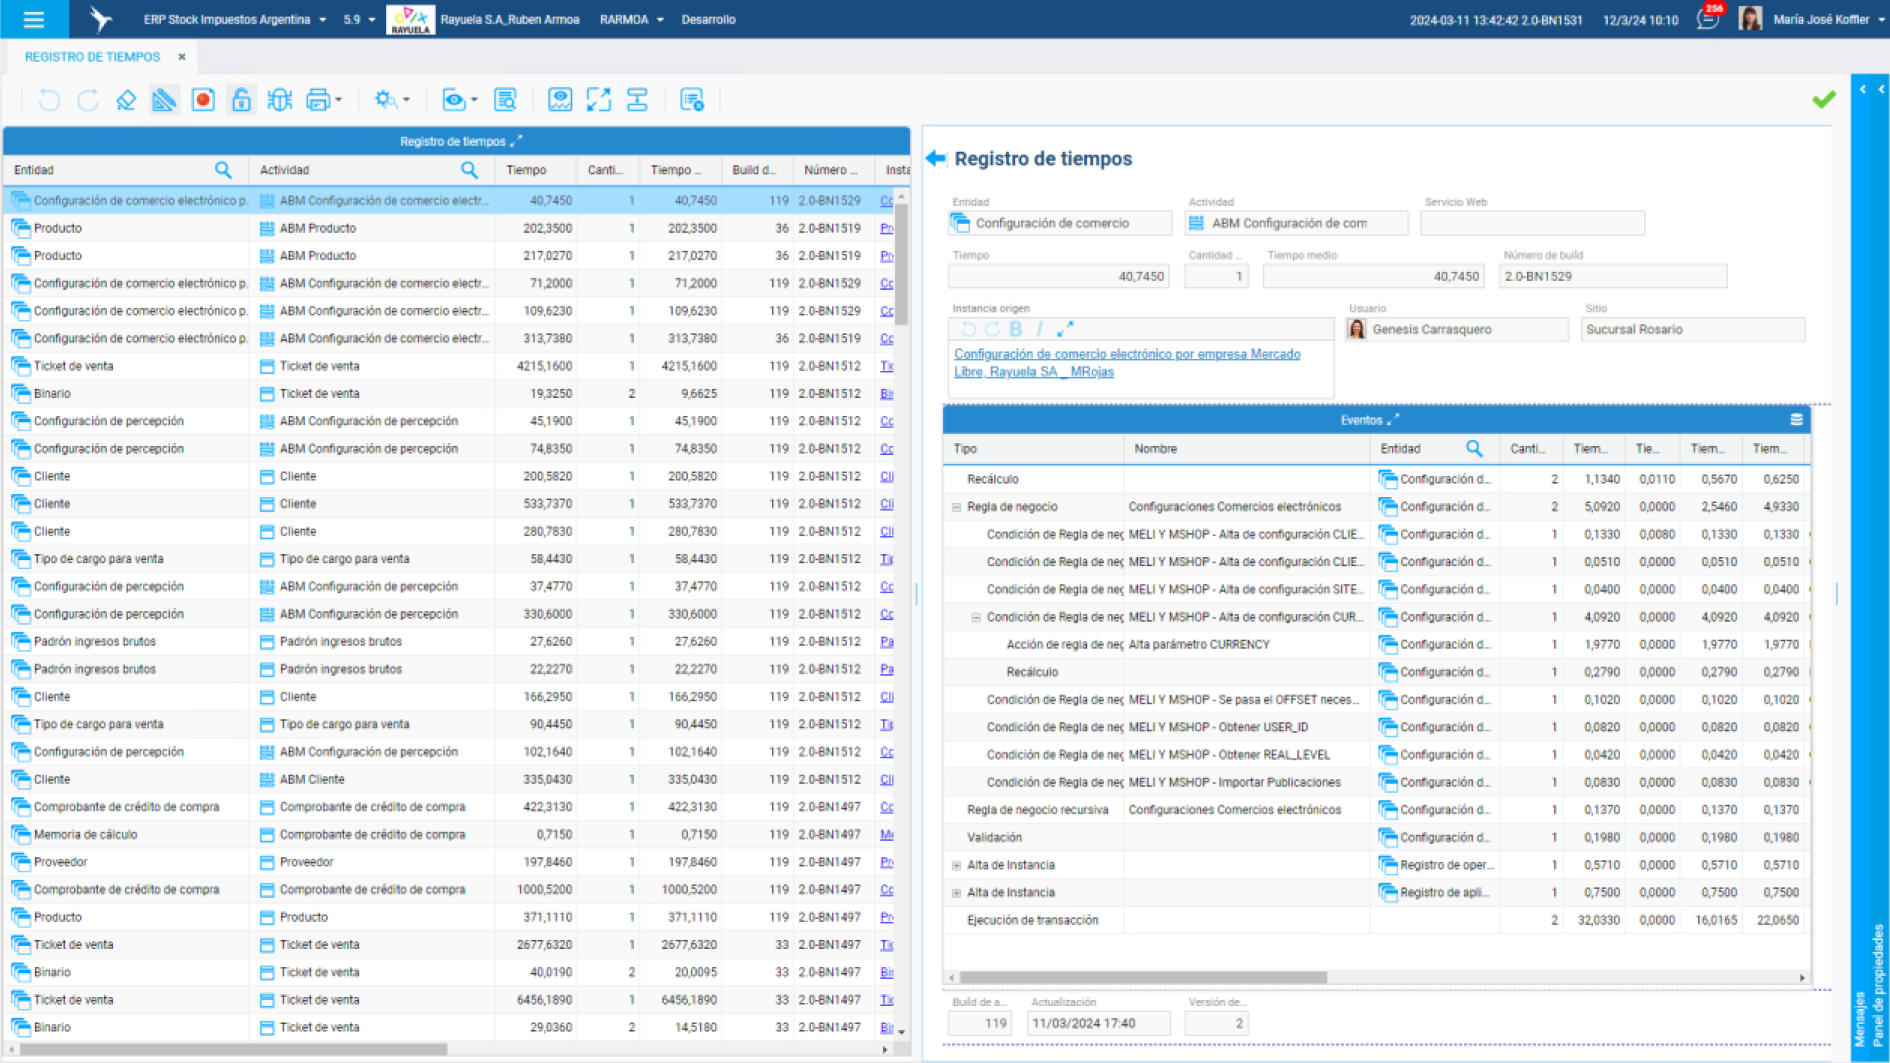 ERP Stock Impuestos Argentina 5.9 RAYUELA Rayuela S.A_Ruben Armoa RARMOA Desarrollo 2024-03-11 13:42:42 2.0-BN1531 12/3/24 10:10 256 María José Koffler
REGISTRO DE TIEMPOS ×
Registro de tiempos
Entidad Actividad Tiempo Canti... Tiempo ... Build d... Número ... Insta
Configuración de comercio electrónico p. ABM Configuración de comercio electr... 40,7450 1 40,7450 119 2.0-BN1529 Cc
Producto ABM Producto 202,3500 1 202,3500 36 2.0-BN1519 Pr
Producto ABM Producto 217,0270 1 217,0270 36 2.0-BN1519 Pr
Configuración de comercio electrónico p. ABM Configuración de comercio electr... 71,2000 1 71,2000 119 2.0-BN1529 Cc
Configuración de comercio electrónico p. ABM Configuración de comercio electr... 109,6230 1 109,6230 119 2.0-BN1529 Cc
Configuración de comercio electrónico p. ABM Configuración de comercio electr... 313,7380 1 313,7380 36 2.0-BN1519 Cc
Ticket de venta Ticket de venta 4215,1600 1 4215,1600 119 2.0-BN1512 Tic
Binario Ticket de venta 19,3250 2 9,6625 119 2.0-BN1512 Bi
Configuración de percepción ABM Configuración de percepción 45,1900 1 45,1900 119 2.0-BN1512 Cc
Configuración de percepción ABM Configuración de percepción 74,8350 1 74,8350 119 2.0-BN1512 Cc
Cliente Cliente 200,5820 1 200,5820 119 2.0-BN1512 Cli
Cliente Cliente 533,7370 1 533,7370 119 2.0-BN1512 Cli
Cliente Cliente 280,7830 1 280,7830 119 2.0-BN1512 Cli
Tipo de cargo para venta Tipo de cargo para venta 58,4430 1 58,4430 119 2.0-BN1512 Tip
Configuración de percepción ABM Configuración de percepción 37,4770 1 37,4770 119 2.0-BN1512 Cc
Configuración de percepción ABM Configuración de percepción 330,6000 1 330,6000 119 2.0-BN1512 Cc
Padrón ingresos brutos Padrón ingresos brutos 27,6260 1 27,6260 119 2.0-BN1512 Pa
Padrón ingresos brutos Padrón ingresos brutos 22,2270 1 22,2270 119 2.0-BN1512 Pa
Cliente Cliente 166,2950 1 166,2950 119 2.0-BN1512 Cli
Tipo de cargo para venta Tipo de cargo para venta 90,4450 1 90,4450 119 2.0-BN1512 Tip
Configuración de percepción ABM Configuración de percepción 102,1640 1 102,1640 119 2.0-BN1512 Cc
Cliente ABM Cliente 335,0430 1 335,0430 119 2.0-BN1512 Cli
Comprobante de crédito de compra Comprobante de crédito de compra 422,3130 1 422,3130 119 2.0-BN1497 Cc
Memoria de cálculo Comprobante de crédito de compra 0,7150 1 0,7150 119 2.0-BN1497 Me
Proveedor Proveedor 197,8460 1 197,8460 119 2.0-BN1497 Pr
Comprobante de crédito de compra Comprobante de crédito de compra 1000,5200 1 1000,5200 119 2.0-BN1497 Cc
Producto Producto 371,1110 1 371,1110 119 2.0-BN1497 Pr
Ticket de venta Ticket de venta 2677,6320 1 2677,6320 33 2.0-BN1497 Tic
Binario Ticket de venta 40,0190 2 20,0095 33 2.0-BN1497 Bi
Ticket de venta Ticket de venta 6456,1890 1 6456,1890 33 2.0-BN1497 Tic
Binario Ticket de venta 29,0360 2 14,5180 33 2.0-BN1497 Bi
Registro de tiempos
Entidad Actividad Servicio Web
Configuración de comercio ABM Configuración de com
Tiempo Cantidad ... Tiempo medio Número de build
40,7450 1 40,7450 2.0-BN1529
Instancia origen Usuario Sitio
B I Genesis Carrasquero Sucursal Rosario
Configuración de comercio electrónico por empresa Mercado
Libre, Rayuela SA _ MRojas
Eventos
Tipo Nombre Entidad Canti... Tiem... Tie... Tiem... Tiem...
Recálculo Configuración d... 2 1,1340 0,0110 0,5670 0,6250
Regla de negocio Configuraciones Comercios electrónicos Configuración d... 2 5,0920 0,0000 2,5460 4,9330
Condición de Regla de neg MELI Y MSHOP - Alta de configuración CLIE... Configuración d... 1 0,1330 0,0080 0,1330 0,1330
Condición de Regla de neg MELI Y MSHOP - Alta de configuración CLIE... Configuración d... 1 0,0510 0,0000 0,0510 0,0510
Condición de Regla de neg MELI Y MSHOP - Alta de configuración SITE... Configuración d... 1 0,0400 0,0000 0,0400 0,0400
Condición de Regla de neg MELI Y MSHOP - Alta de configuración CUR... Configuración d... 1 4,0920 0,0000 4,0920 4,0920
Acción de regla de neg Alta parámetro CURRENCY Configuración d... 1 1,9770 0,0000 1,9770 1,9770
Recálculo Configuración d... 1 0,2790 0,0000 0,2790 0,2790
Condición de Regla de neg MELI Y MSHOP - Se pasa el OFFSET neces... Configuración d... 1 0,1020 0,0000 0,1020 0,1020
Condición de Regla de neg MELI Y MSHOP - Obtener USER_ID Configuración d... 1 0,0820 0,0000 0,0820 0,0820
Condición de Regla de neg MELI Y MSHOP - Obtener REAL_LEVEL Configuración d... 1 0,0420 0,0000 0,0420 0,0420
Condición de Regla de neg MELI Y MSHOP - Importar Publicaciones Configuración d... 1 0,0830 0,0000 0,0830 0,0830
Regla de negocio recursiva Configuraciones Comercios electrónicos Configuración d... 1 0,1370 0,0000 0,1370 0,1370
Validación Configuración d... 1 0,1980 0,0000 0,1980 0,1980
Alta de Instancia Registro de oper... 1 0,5710 0,0000 0,5710 0,5710
Alta de Instancia Registro de apli... 1 0,7500 0,0000 0,7500 0,7500
Ejecución de transacción 2 32,0330 0,0000 16,0165 22,0650
Build de a... Actualización Versión de...
119 11/03/2024 17:40 2
Mensajes
Panel de propiedades